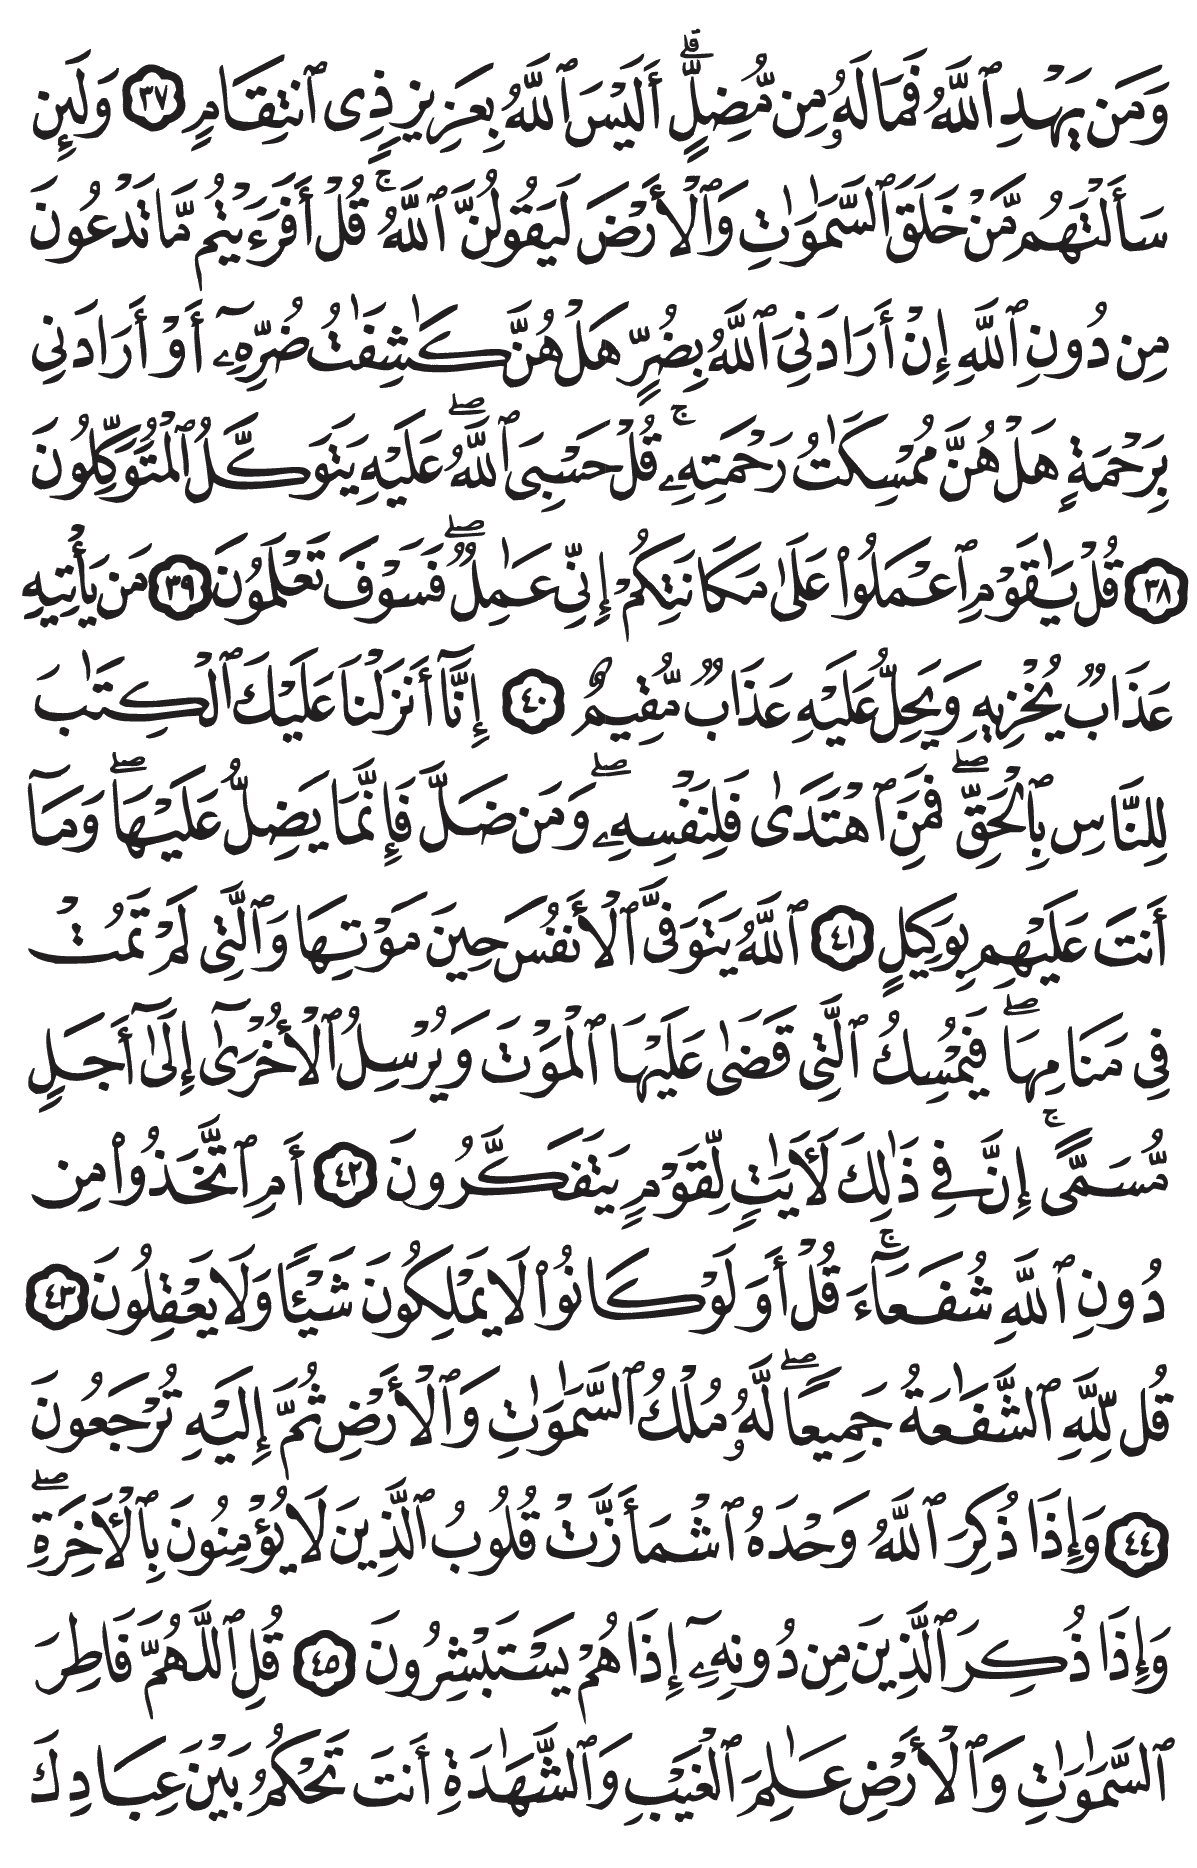 وَمَن يَهْدِ ٱللَّهُ فَمَا لَهُۥ مِن مُّضِلٍّ ۗ أَلَيْسَ ٱللَّهُ بِعَزِيزٍ ذِى ٱنتِقَامٍ ٣٧ وَلَئِن
سَأَلْتَهُم مَّنْ خَلَقَ ٱلسَّمَٰوَٰتِ وَٱلْأَرْضَ لَيَقُولُنَّ ٱللَّهُ ۚ قُلْ أَفَرَءَيْتُم مَّا تَدْعُونَ
مِن دُونِ ٱللَّهِ إِنْ أَرَادَنِىَ ٱللَّهُ بِضُرٍّ هَلْ هُنَّ كَٰشِفَٰتُ ضُرِّهِۦٓ أَوْ أَرَادَنِى
بِرَحْمَةٍ هَلْ هُنَّ مُمْسِكَٰتُ رَحْمَتِهِۦ ۚ قُلْ حَسْبِىَ ٱللَّهُ ۖ عَلَيْهِ يَتَوَكَّلُ ٱلْمُتَوَكِّلُونَ
٣٨ قُلْ يَٰقَوْمِ ٱعْمَلُوا۟ عَلَىٰ مَكَانَتِكُمْ إِنِّى عَٰمِلٌ ۖ فَسَوْفَ تَعْلَمُونَ ٣٩ مَن يَأْتِيهِ
عَذَابٌ يُخْزِيهِ وَيَحِلُّ عَلَيْهِ عَذَابٌ مُّقِيمٌ ٤٠ إِنَّآ أَنزَلْنَا عَلَيْكَ ٱلْكِتَٰبَ
لِلنَّاسِ بِٱلْحَقِّ ۖ فَمَنِ ٱهْتَدَىٰ فَلِنَفْسِهِۦ ۖ وَمَن ضَلَّ فَإِنَّمَا يَضِلُّ عَلَيْهَا ۖ وَمَآ
أَنتَ عَلَيْهِم بِوَكِيلٍ ٤١ ٱللَّهُ يَتَوَفَّى ٱلْأَنفُسَ حِينَ مَوْتِهَا وَٱلَّتِى لَمْ تَمُتْ
فِى مَنَامِهَا ۖ فَيُمْسِكُ ٱلَّتِى قَضَىٰ عَلَيْهَا ٱلْمَوْتَ وَيُرْسِلُ ٱلْأُخْرَىٰٓ إِلَىٰٓ أَجَلٍ
مُّسَمًّى ۚ إِنَّ فِى ذَٰلِكَ لَءَايَٰتٍ لِّقَوْمٍ يَتَفَكَّرُونَ ٤٢ أَمِ ٱتَّخَذُوا۟ مِن
دُونِ ٱللَّهِ شُفَعَآءَ ۚ قُلْ أَوَلَوْ كَانُوا۟ لَا يَمْلِكُونَ شَيْـًٔا وَلَا يَعْقِلُونَ ٤٣
قُل لِّلَّهِ ٱلشَّفَٰعَةُ جَمِيعًا ۖ لَّهُۥ مُلْكُ ٱلسَّمَٰوَٰتِ وَٱلْأَرْضِ ثُمَّ إِلَيْهِ تُرْجَعُونَ
٤٤ وَإِذَا ذُكِرَ ٱللَّهُ وَحْدَهُ ٱشْمَأَزَّتْ قُلُوبُ ٱلَّذِينَ لَا يُؤْمِنُونَ بِٱلْءَاخِرَةِ ۖ
وَإِذَا ذُكِرَ ٱلَّذِينَ مِن دُونِهِۦٓ إِذَا هُمْ يَسْتَبْشِرُونَ ٤٥ قُلِ ٱللَّهُمَّ فَاطِرَ
ٱلسَّمَٰوَٰتِ وَٱلْأَرْضِ عَٰلِمَ ٱلْغَيْبِ وَٱلشَّهَٰدَةِ أَنتَ تَحْكُمُ بَيْنَ عِبَادِكَ